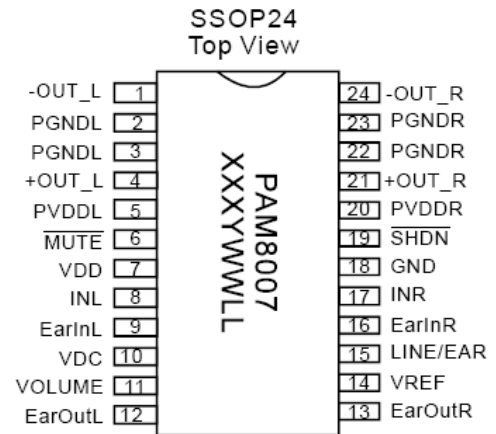 SSOP24
Top View
-OUT_L 1
PGNDL 2
PGNDL 3
+OUT_L 4
PVDDL 5
MUTE 6
VDD 7
INL 8
EarInL 9
VDC 10
VOLUME 11
EarOutL 12
PAM8007
XXXYWWLL
24 -OUT_R
23 PGNDR
22 PGNDR
21 +OUT_R
20 PVDDR
19 SHDN
18 GND
17 INR
16 EarInR
15 LINE/EAR
14 VREF
13 EarOutR